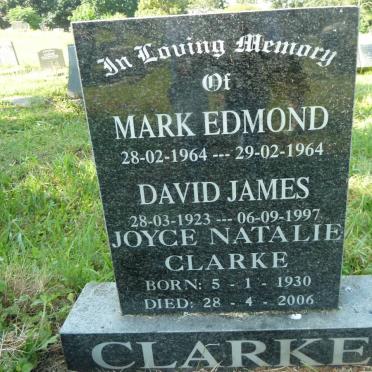 In Loving Memory
Of
MARK EDMOND
28-02-1964 --- 29-02-1964
DAVID JAMES
28-03-1923 --- 06-09-1997
JOYCE NATALIE
CLARKE
BORN: 5 - 1 - 1930
DIED: 28 - 4 - 2006
CLARKE